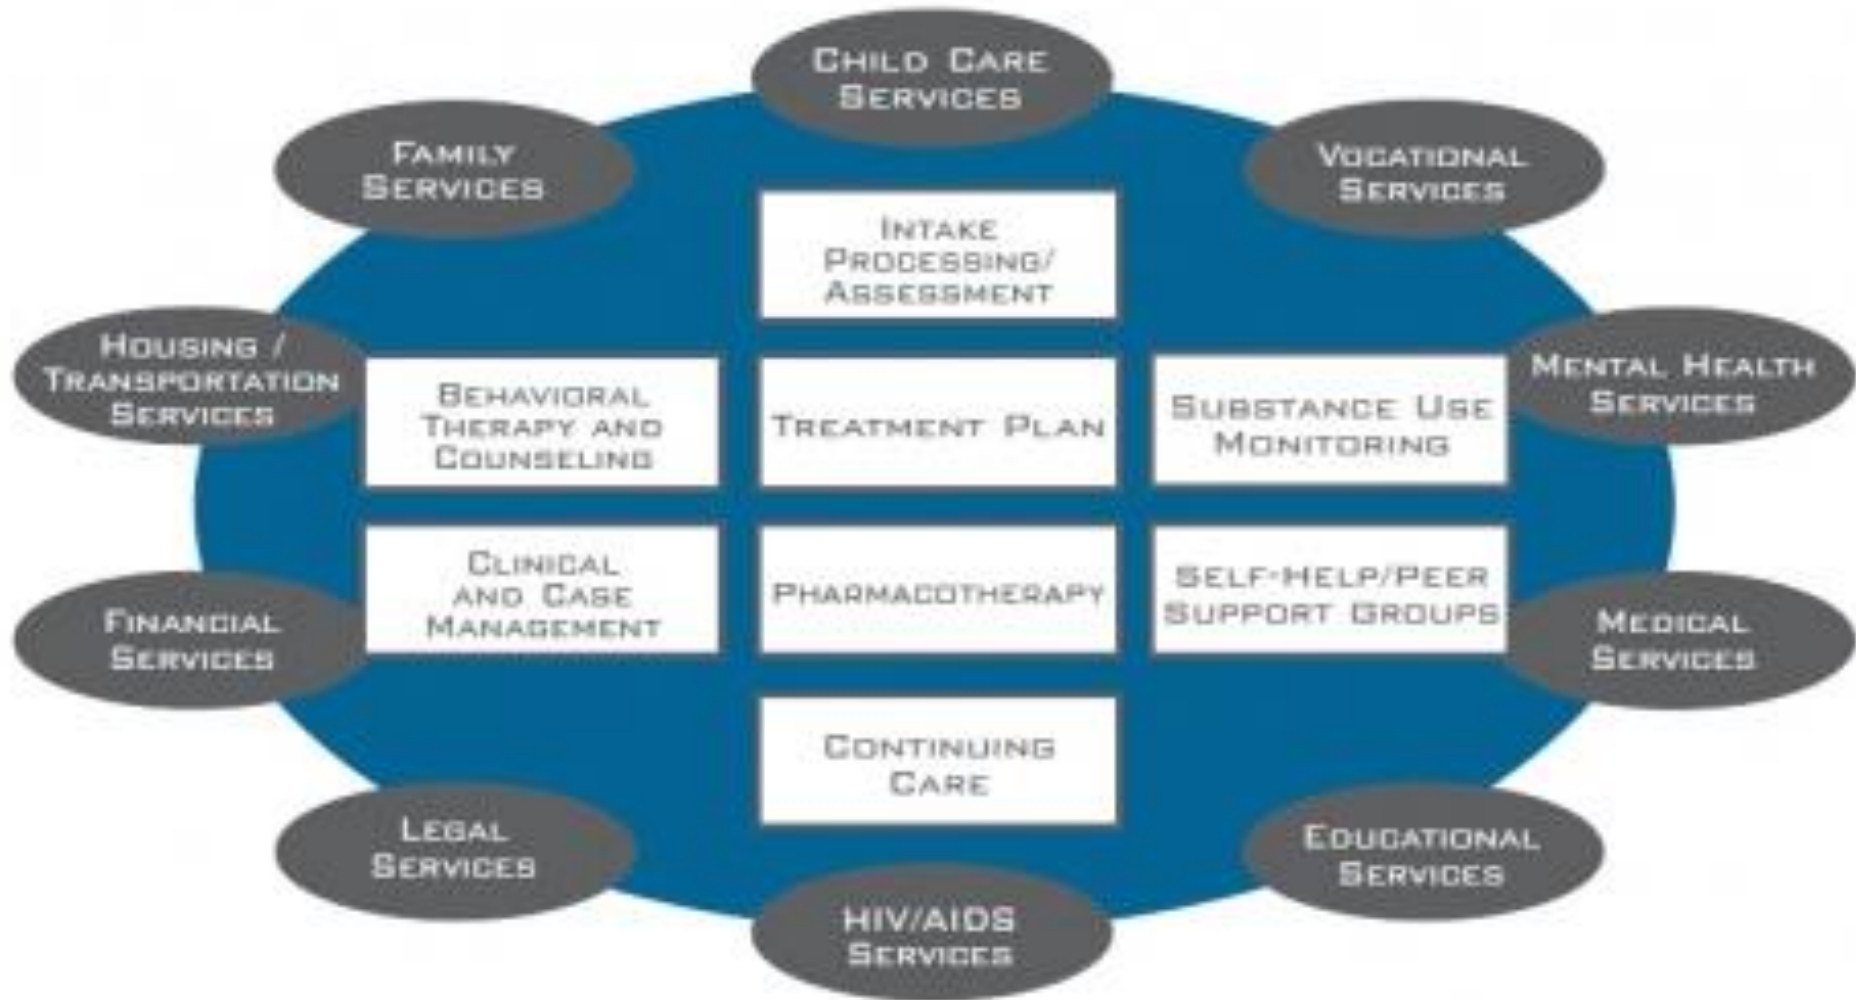 CHILD CARE
SERVICES
FAMILY
SERVICES
VOCATIONAL
SERVICES
INTAKE
PROCESSING/
ASSESSMENT
HOUSING /
TRANSPORTATION
SERVICES
BEHAVIORAL
THERAPY AND
COUNSELING
TREATMENT PLAN
SUBSTANCE USE
MONITORING
MENTAL HEALTH
SERVICES
FINANCIAL
SERVICES
CLINICAL
AND CASE
MANAGEMENT
PHARMACOTHERAPY
SELF-HELP/PEER
SUPPORT GROUPS
MEDICAL
SERVICES
CONTINUING
CARE
LEGAL
SERVICES
HIV/AIDS
SERVICES
EDUCATIONAL
SERVICES